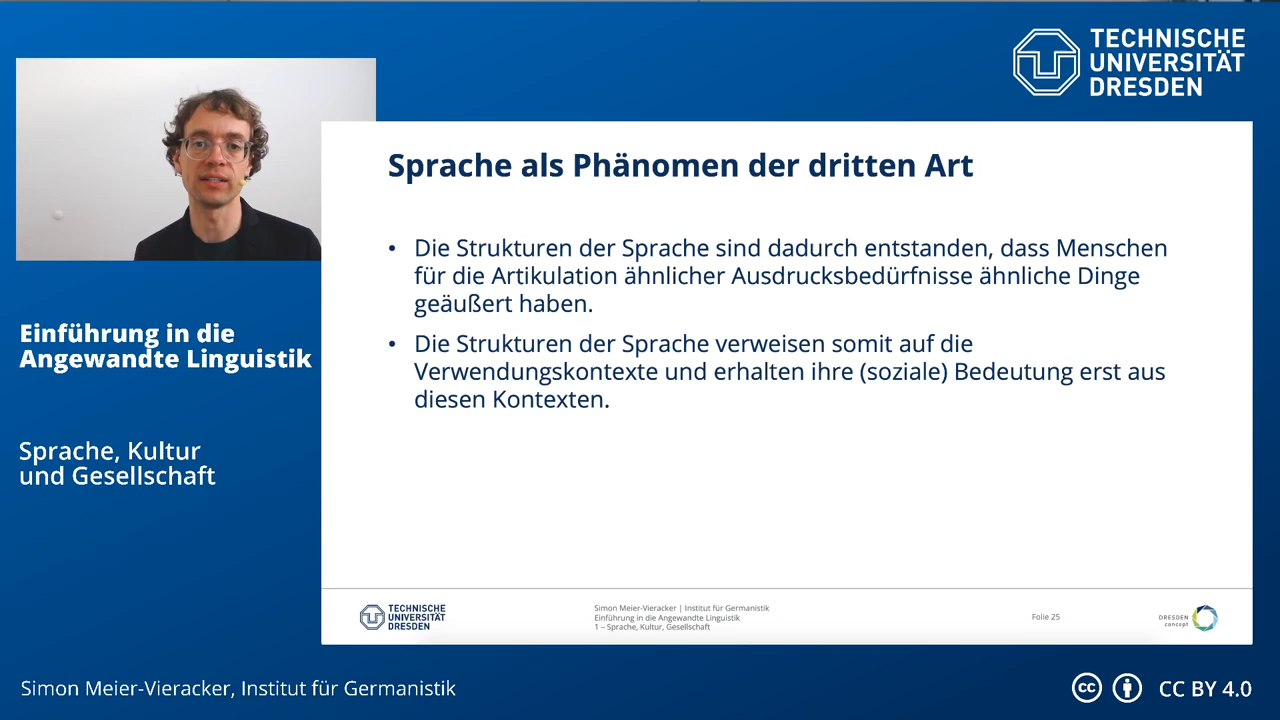 TECHNISCHE
UNIVERSITÄT
DRESDEN
Sprache als Phänomen der dritten Art
• Die Strukturen der Sprache sind dadurch entstanden, dass Menschen
für die Artikulation ähnlicher Ausdrucksbedürfnisse ähnliche Dinge
geäußert haben.
• Die Strukturen der Sprache verweisen somit auf die
Verwendungskontexte und erhalten ihre (soziale) Bedeutung erst aus
diesen Kontexten.
Einführung in die
Angewandte Linguistik
Sprache, Kultur
und Gesellschaft
TECHNISCHE
UNIVERSITÄT
DRESDEN
Simon Meier-Vieracker | Institut für Germanistik
Einführung in die Angewandte Linguistik
1 – Sprache, Kultur, Gesellschaft
Folie 25
DRESDEN
concept
Simon Meier-Vieracker, Institut für Germanistik
cc
CC BY 4.0